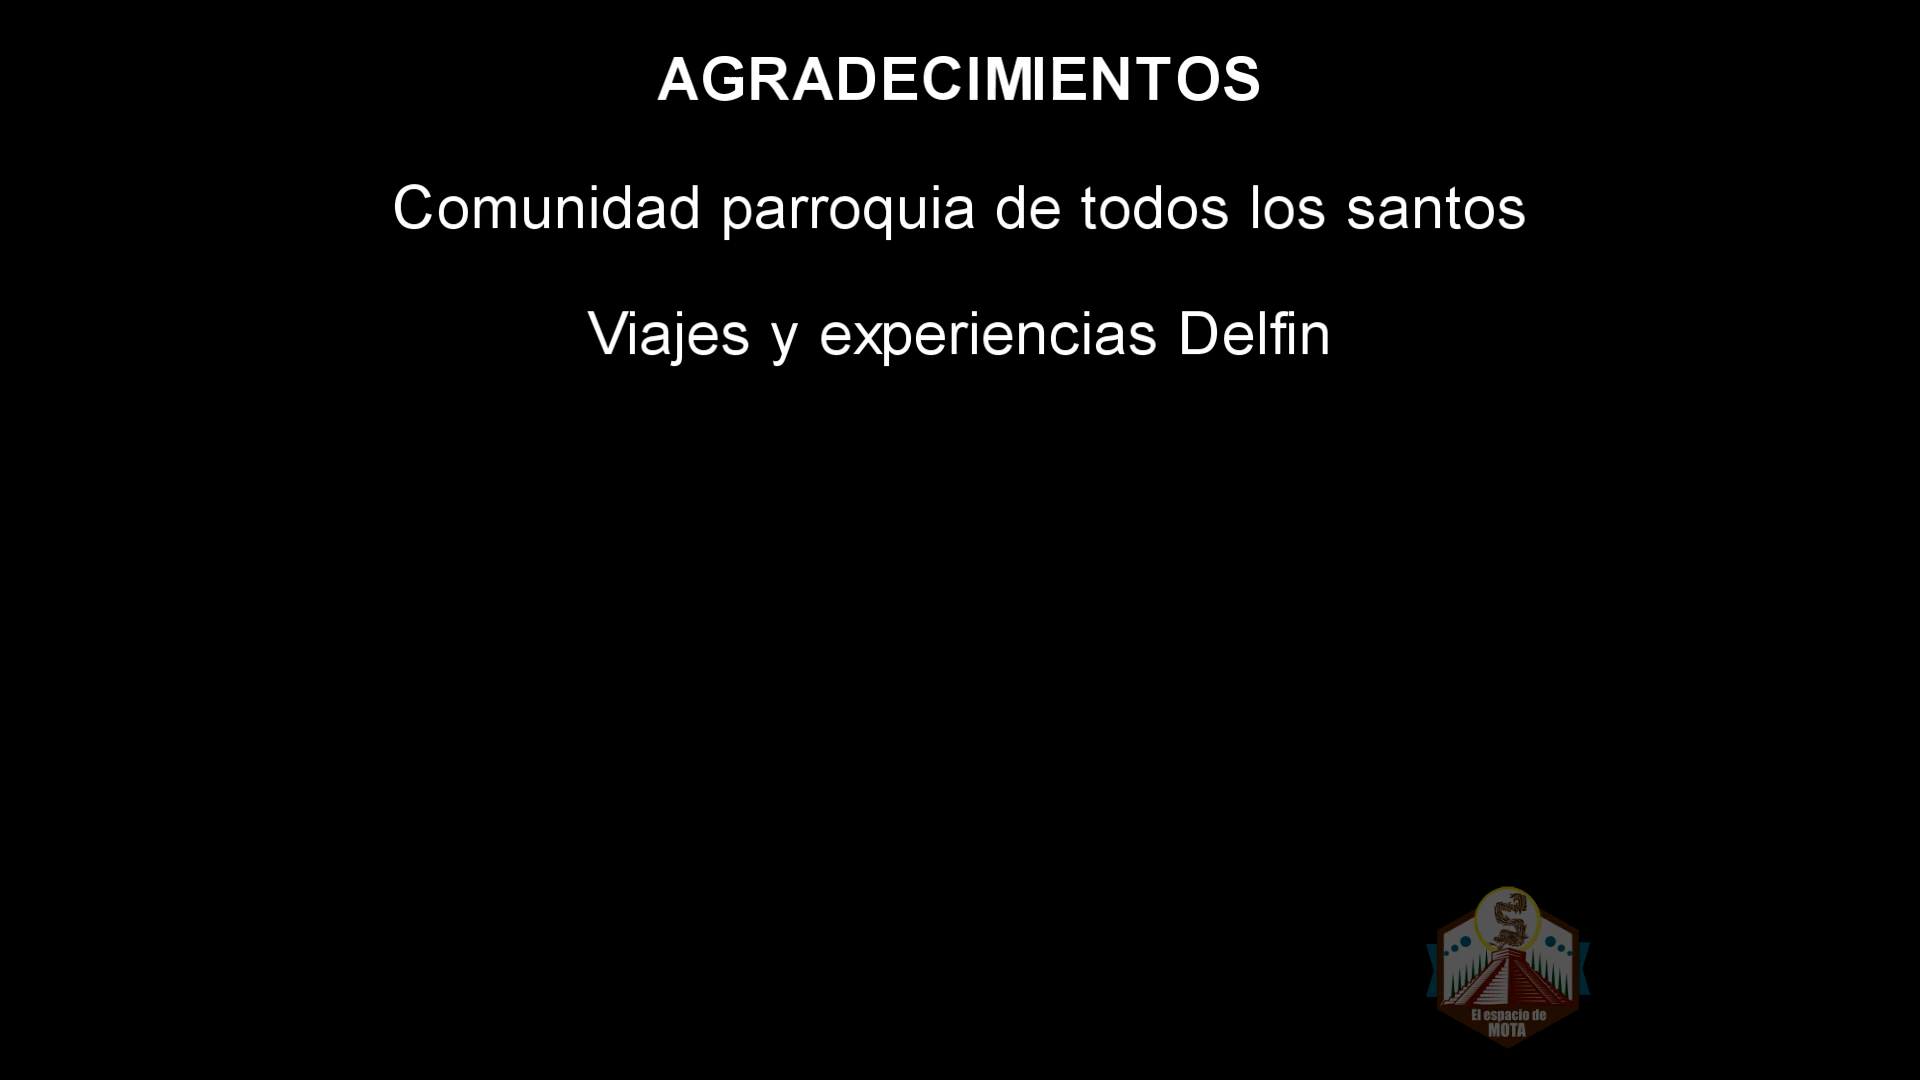 AGRADECIMIENTOS
Comunidad parroquia de todos los santos
Viajes y experiencias Delfin
El espacio de
MOTA